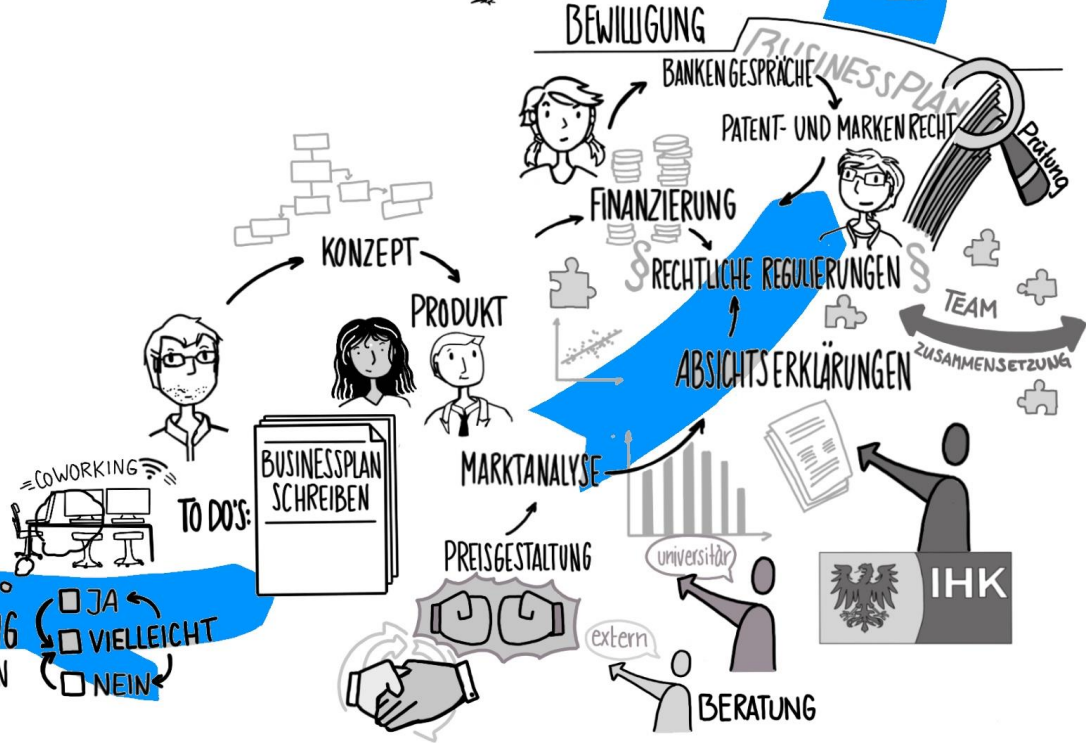 BEWILLIGUNG
BUSINESSPLAN
BANKENGESPRÄCHE
PATENT- UND MARKENRECHT
Prüfung
FINANZIERUNG
KONZEPT
§ RECHTLICHE REGULIERUNGEN §
PRODUKT
TEAM
ZUSAMMENSETZUNG
ABSICHTSERKLÄRUNGEN
COWORKING
TO DO'S:
BUSINESSPLAN
SCHREIBEN
MARKTANALYSE
PREISGESTALTUNG
universitär
IHK
JA
VIELLEICHT
NEIN
extern
BERATUNG